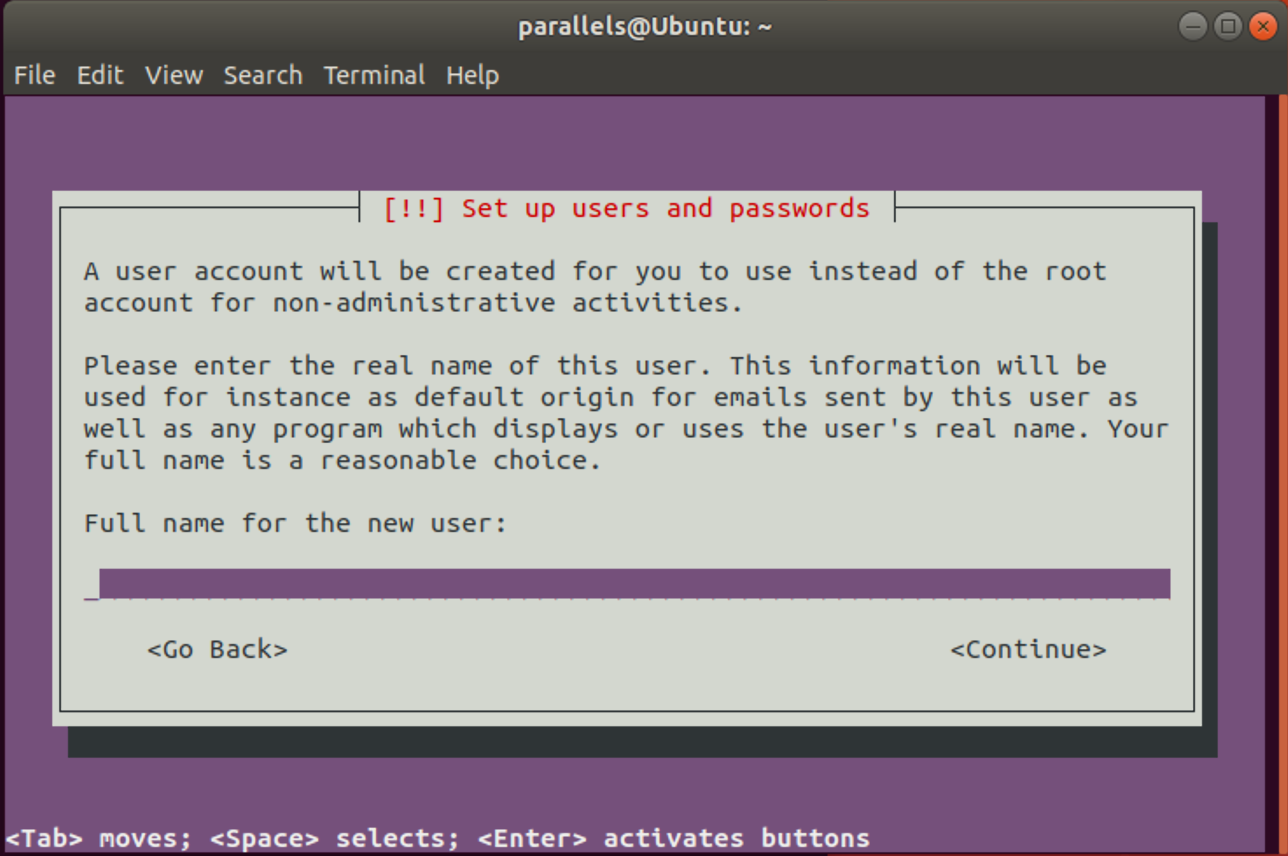 parallels@Ubuntu: ~
File Edit View Search Terminal Help
[!!] Set up users and passwords
A user account will be created for you to use instead of the root
account for non-administrative activities.
Please enter the real name of this user. This information will be
used for instance as default origin for emails sent by this user as
well as any program which displays or uses the user's real name. Your
full name is a reasonable choice.
Full name for the new user:
<Go Back> <Continue>
<Tab> moves; <Space> selects; <Enter> activates buttons